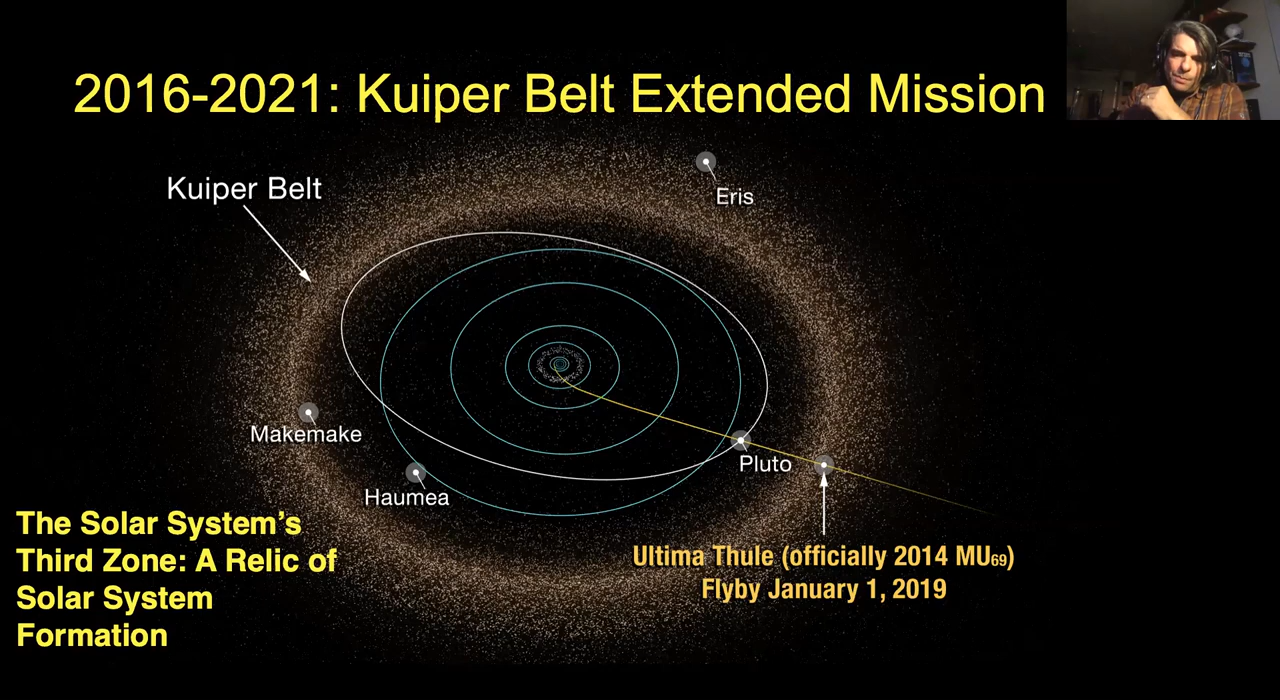 2016-2021: Kuiper Belt Extended Mission
Kuiper Belt
Eris
Makemake
Haumea
Pluto
The Solar System’s
Third Zone: A Relic of
Solar System
Formation
Ultima Thule (officially 2014 MU₆₉)
Flyby January 1, 2019